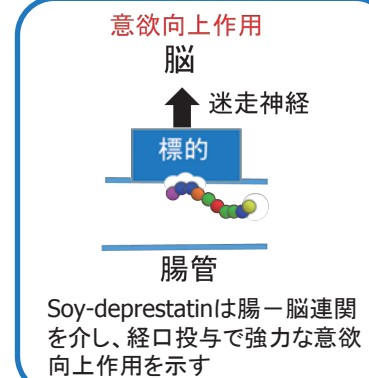 意欲向上作用
脳
迷走神経
標的
腸管
Soy-deprestatinは腸ー脳連関
を介し、経口投与で強力な意欲
向上作用を示す